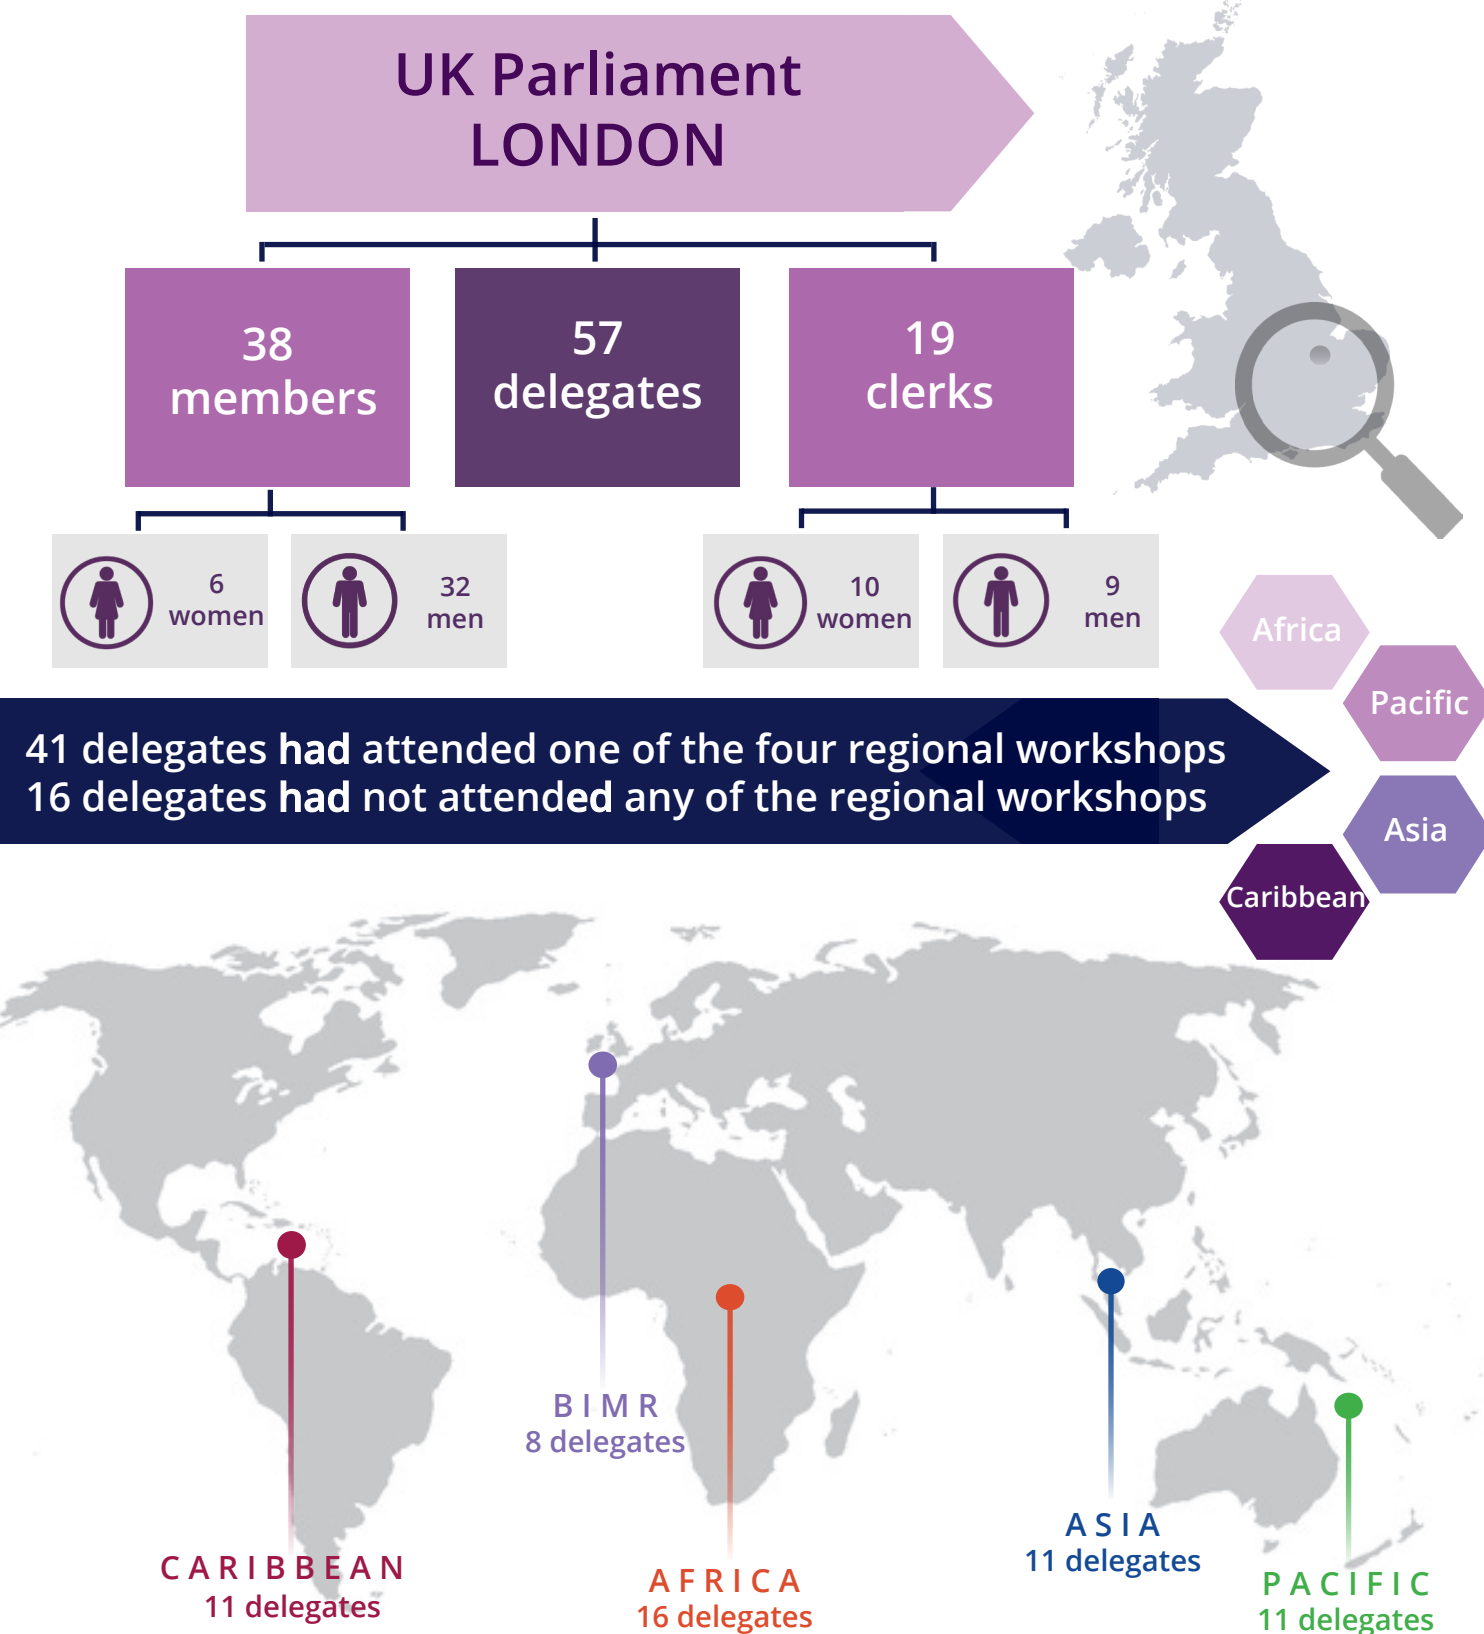 UK Parliament
LONDON
38
members
57
delegates
19
clerks
6
women
32
men
10
women
9
men
Africa
Pacific
41 delegates had attended one of the four regional workshops
16 delegates had not attended any of the regional workshops
Asia
Caribbean
BIMR
8 delegates
ASIA
11 delegates
CARIBBEAN
11 delegates
AFRICA
16 delegates
PACIFIC
11 delegates